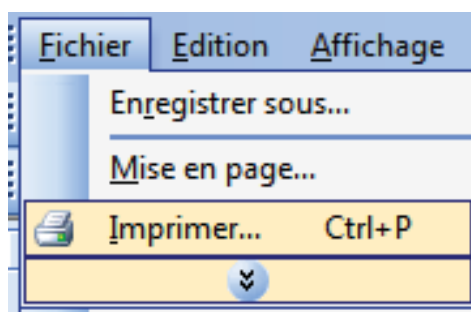 Fichier Edition Affichage
Enregistrer sous...
Mise en page...
Imprimer... Ctrl+P